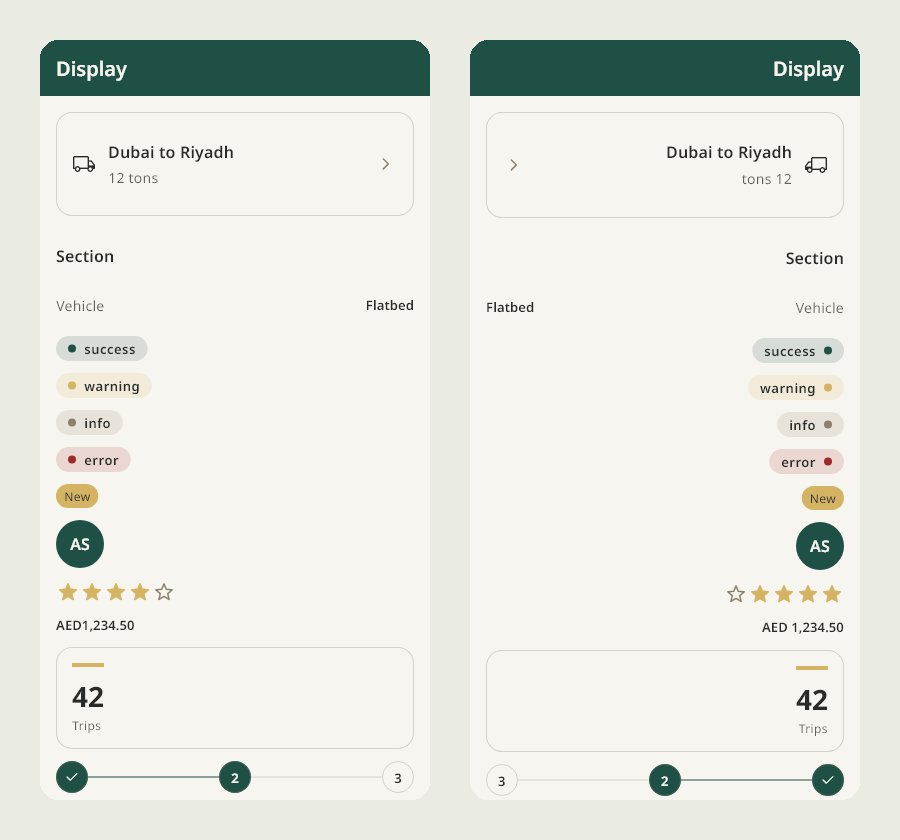 Display
Dubai to Riyadh
12 tons
Section
Vehicle Flatbed
success
warning
info
error
New
AS
AED1,234.50
42
Trips
2 3
Display
Dubai to Riyadh
tons 12
Section
Flatbed Vehicle
success
warning
info
error
New
AS
AED 1,234.50
42
Trips
3 2